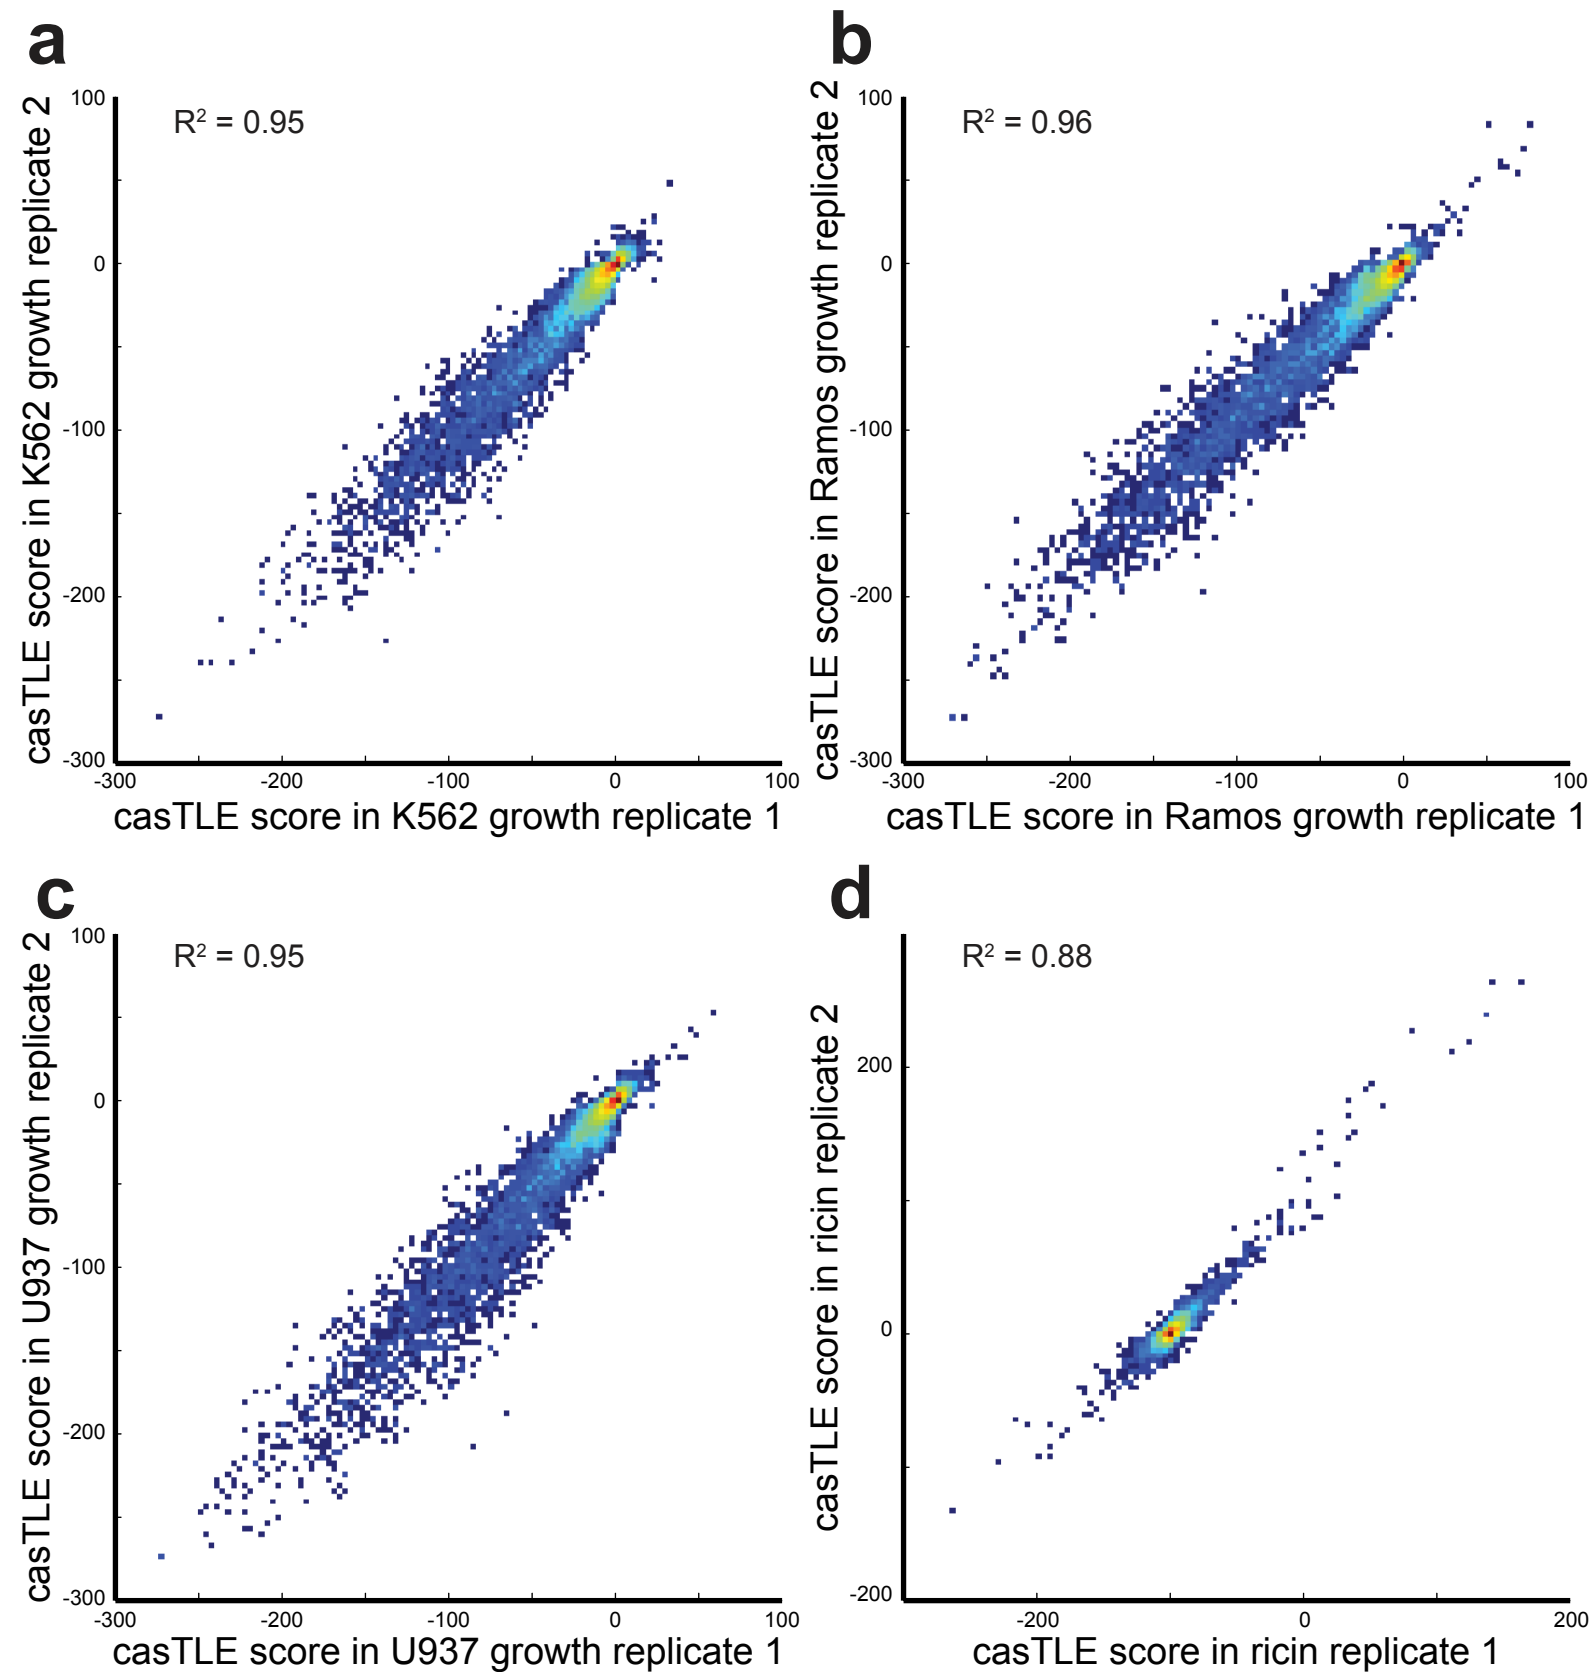 a
casTLE score in K562 growth replicate 2
R² = 0.95
100
0
-100
-200
-300
-300 -200 -100 0 100
casTLE score in K562 growth replicate 1
b
casTLE score in Ramos growth replicate 2
R² = 0.96
100
0
-100
-200
-300
-300 -200 -100 0 100
casTLE score in Ramos growth replicate 1
c
casTLE score in U937 growth replicate 2
R² = 0.95
100
0
-100
-200
-300
-300 -200 -100 0 100
casTLE score in U937 growth replicate 1
d
casTLE score in ricin replicate 2
R² = 0.88
200
0
-200
-200 0 200
casTLE score in ricin replicate 1